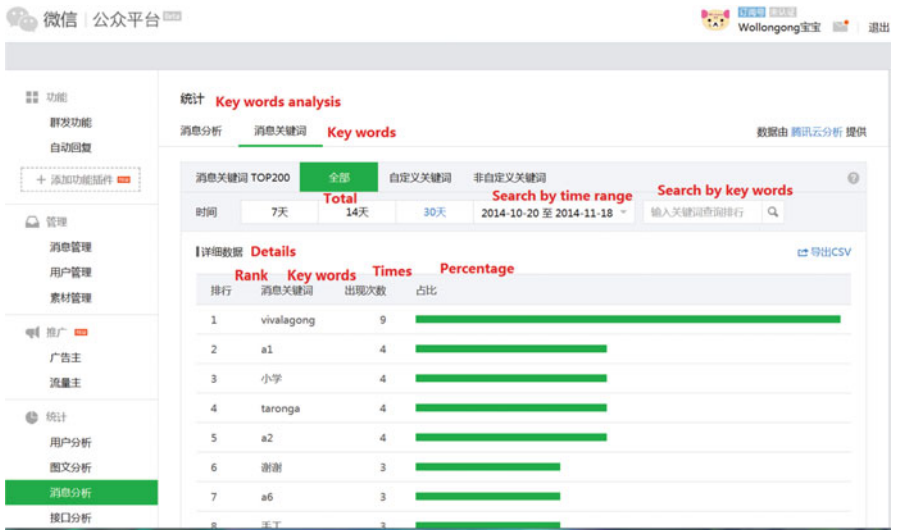 微信 | 公众平台 Beta
订阅号 未认证
Wollongong宝宝 退出
功能
群发功能
自动回复
+ 添加功能插件
管理
消息管理
用户管理
素材管理
推广
广告主
流量主
统计
用户分析
图文分析
消息分析
接口分析
统计 Key words analysis
消息分析 消息关键词 Key words 数据由 腾讯云分析 提供
消息关键词 TOP200 全部 自定义关键词 非自定义关键词
Total Search by time range Search by key words
时间 7天 14天 30天 2014-10-20 至 2014-11-18 输入关键词查询排行
详细数据 Details 导出CSV
Rank Key words Times Percentage
排行 消息关键词 出现次数 占比
1 vivalagong 9
2 a1 4
3 小学 4
4 taronga 4
5 a2 4
6 谢谢 3
7 a6 3
8 手工 3